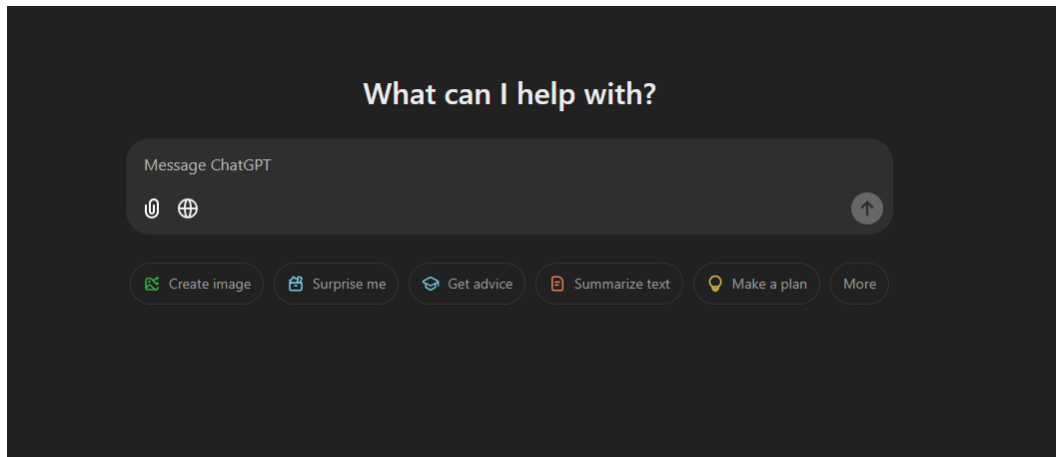 What can I help with?
Message ChatGPT
Create image Surprise me Get advice Summarize text Make a plan More